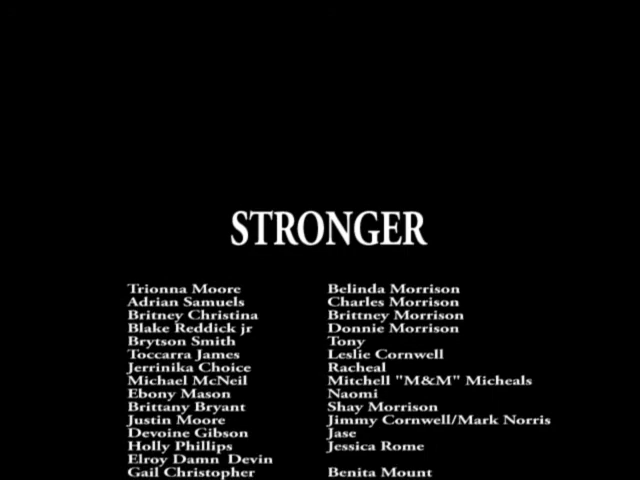 STRONGER
Trionna Moore Belinda Morrison
Adrian Samuels Charles Morrison
Britney Christina Brittney Morrison
Blake Reddick jr Donnie Morrison
Brytson Smith Tony
Toccarra James Leslie Cornwell
Jerrinika Choice Racheal
Michael McNeil Mitchell "M&M" Micheals
Ebony Mason Naomi
Brittany Bryant Shay Morrison
Justin Moore Jimmy Cornwell/Mark Norris
Devoine Gibson Jase
Holly Phillips Jessica Rome
Elroy Damn Devin
Gail Christopher Benita Mount